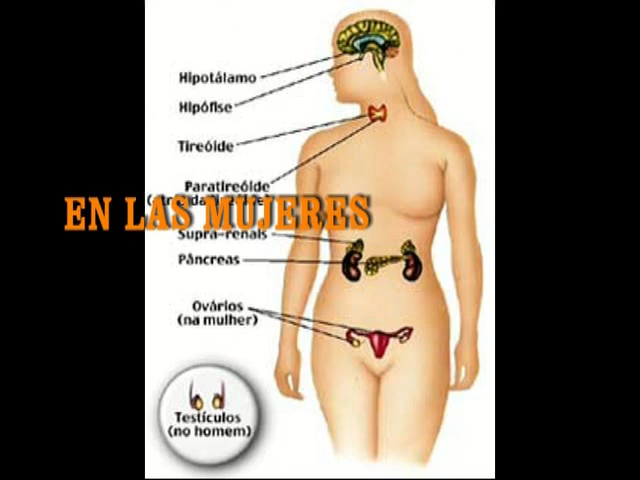 Hipotálamo
Hipófise
Tireóide
Paratireóide
EN LAS MUJERES
Supra-renais
Pâncreas
Ovários
(na mulher)
Testículos
(no homem)